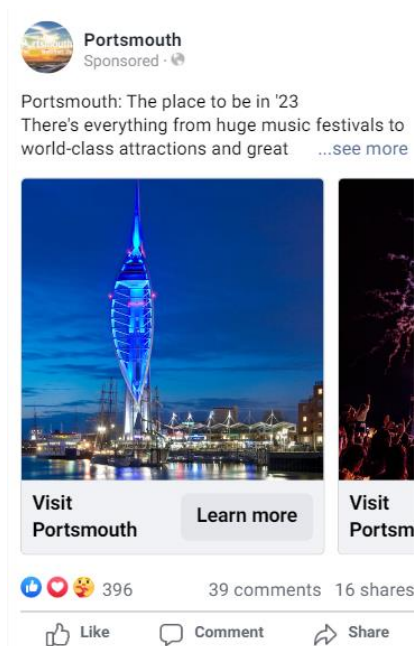 Portsmouth
Sponsored ·
Portsmouth: The place to be in '23
There's everything from huge music festivals to
world-class attractions and great ...see more
Visit
Portsmouth
Learn more
Visit
Portsm
396
39 comments 16 shares
Like Comment Share